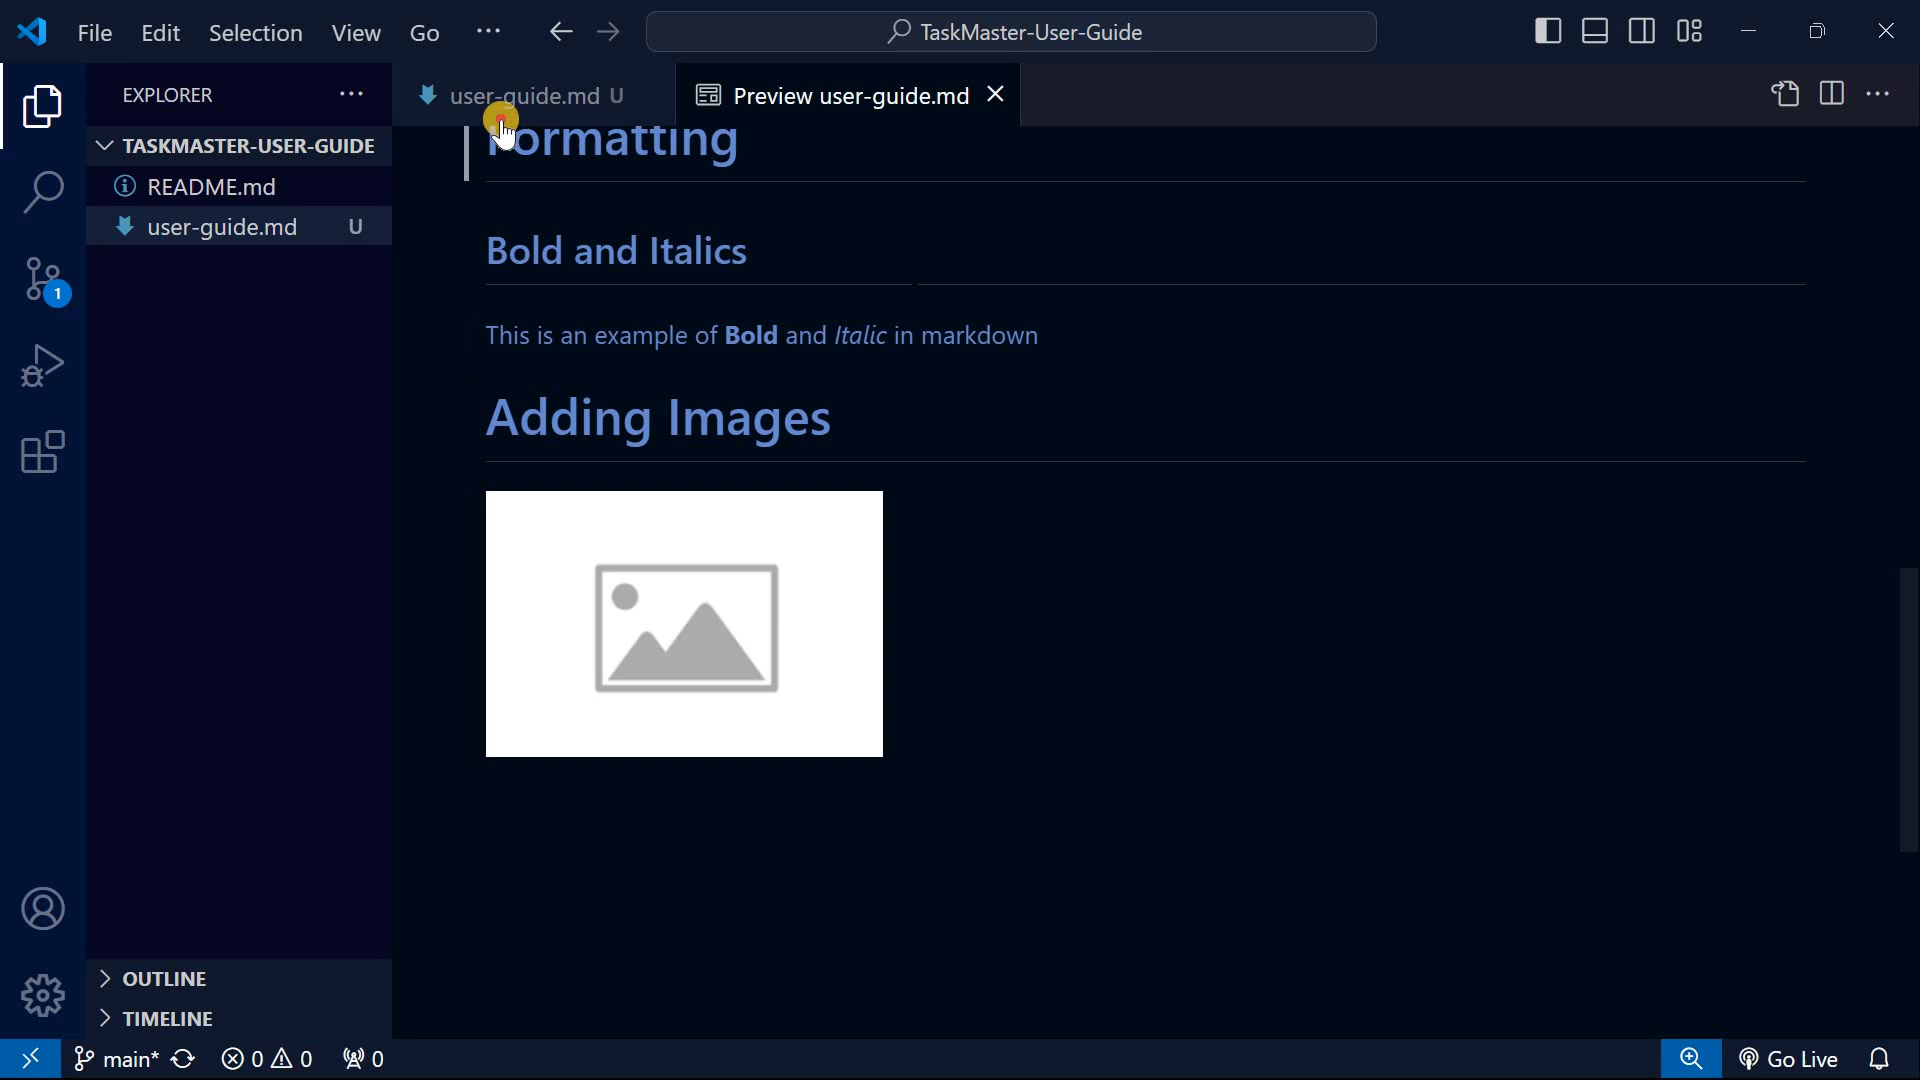 File Edit Selection View Go ··· TaskMaster-User-Guide
EXPLORER ···
user-guide.md U
Preview user-guide.md
TASKMASTER-USER-GUIDE
README.md
user-guide.md U
1
Formatting
Bold and Italics
This is an example of Bold and Italic in markdown
Adding Images
OUTLINE
TIMELINE
main* 0 0 0 Go Live